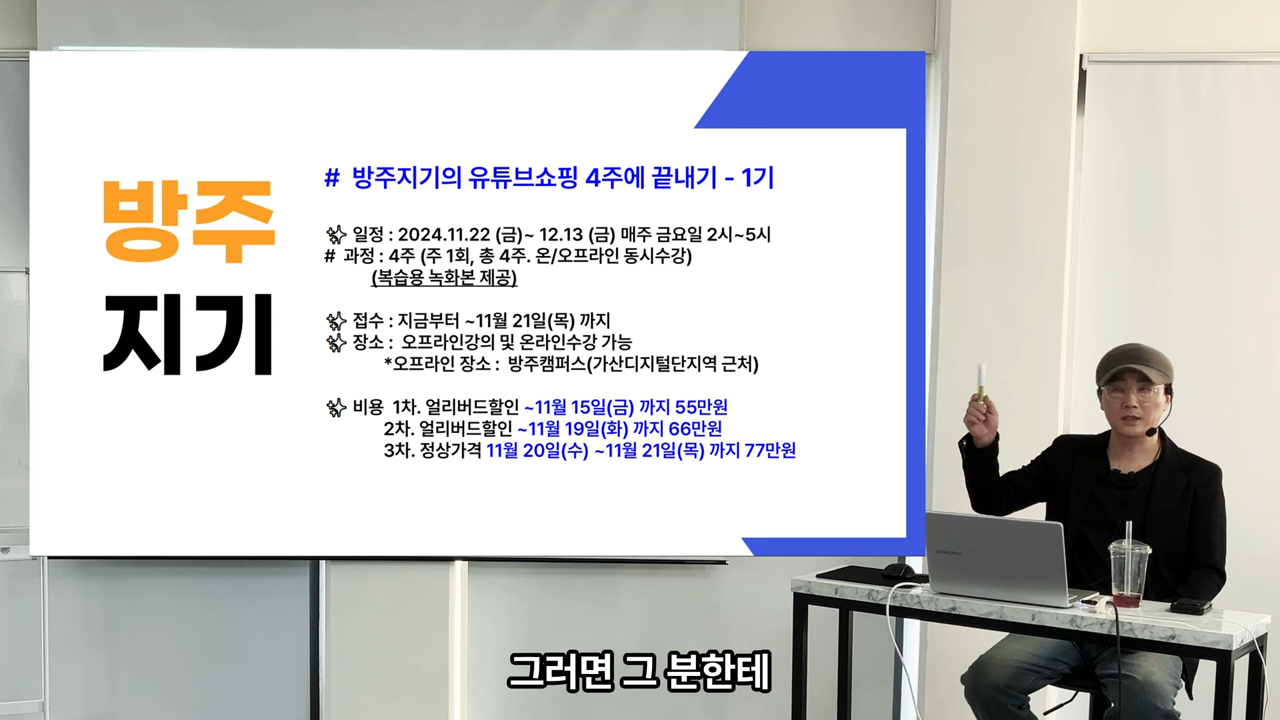 방주
지기
# 방주지기의 유튜브쇼핑 4주에 끝내기 - 1기
일정 : 2024.11.22 (금)~ 12.13 (금) 매주 금요일 2시~5시
# 과정 : 4주 (주 1회, 총 4주. 온/오프라인 동시수강)
(복습용 녹화본 제공)
접수 : 지금부터 ~11월 21일(목) 까지
장소 : 오프라인강의 및 온라인수강 가능
*오프라인 장소 : 방주캠퍼스(가산디지털단지역 근처)
비용 1차. 얼리버드할인 ~11월 15일(금) 까지 55만원
2차. 얼리버드할인 ~11월 19일(화) 까지 66만원
3차. 정상가격 11월 20일(수) ~11월 21일(목) 까지 77만원
SAMSUNG
그러면 그 분한테